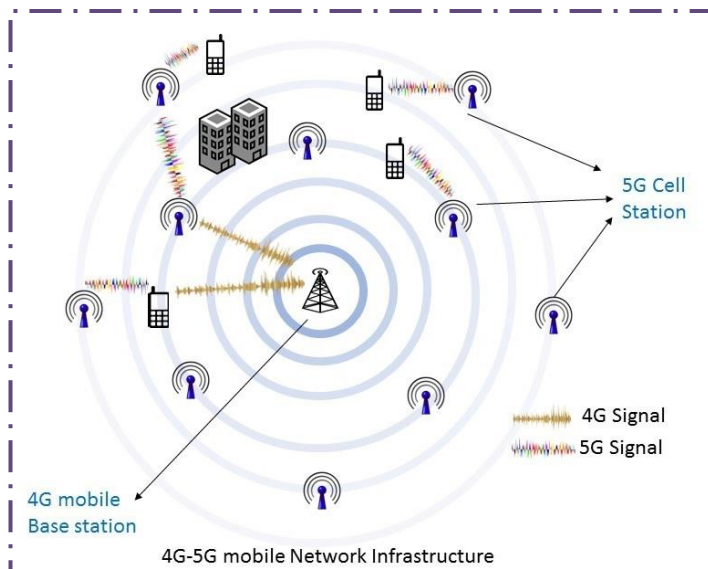 5G Cell
Station
4G Signal
5G Signal
4G mobile
Base station
4G-5G mobile Network Infrastructure